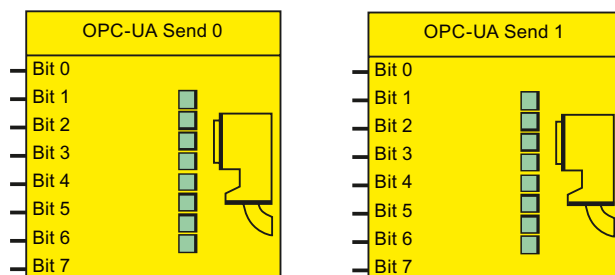 OPC-UA Send 0
Bit 0
Bit 1
Bit 2
Bit 3
Bit 4
Bit 5
Bit 6
Bit 7
OPC-UA Send 1
Bit 0
Bit 1
Bit 2
Bit 3
Bit 4
Bit 5
Bit 6
Bit 7